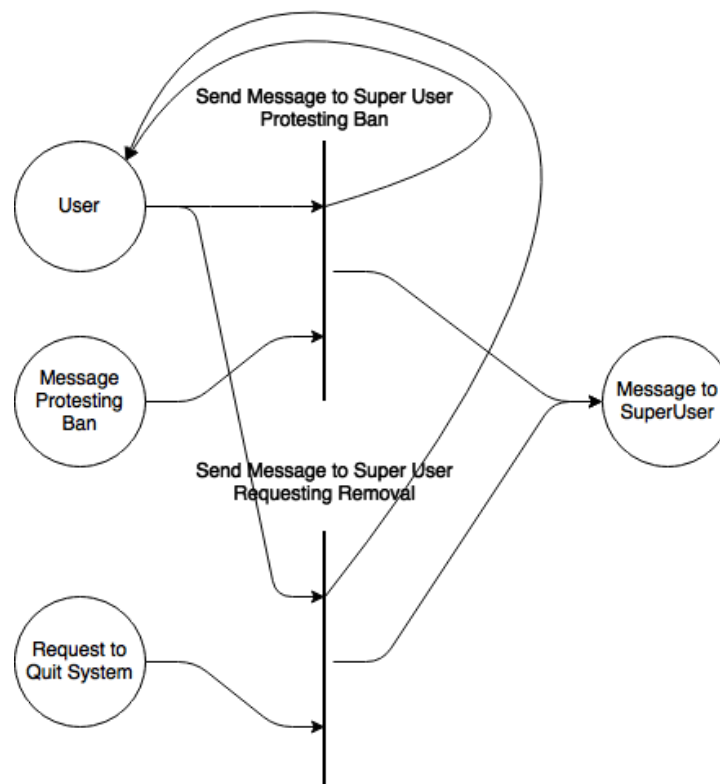 Send Message to Super User
Protesting Ban
User
Message
Protesting
Ban
Message to
SuperUser
Send Message to Super User
Requesting Removal
Request to
Quit System